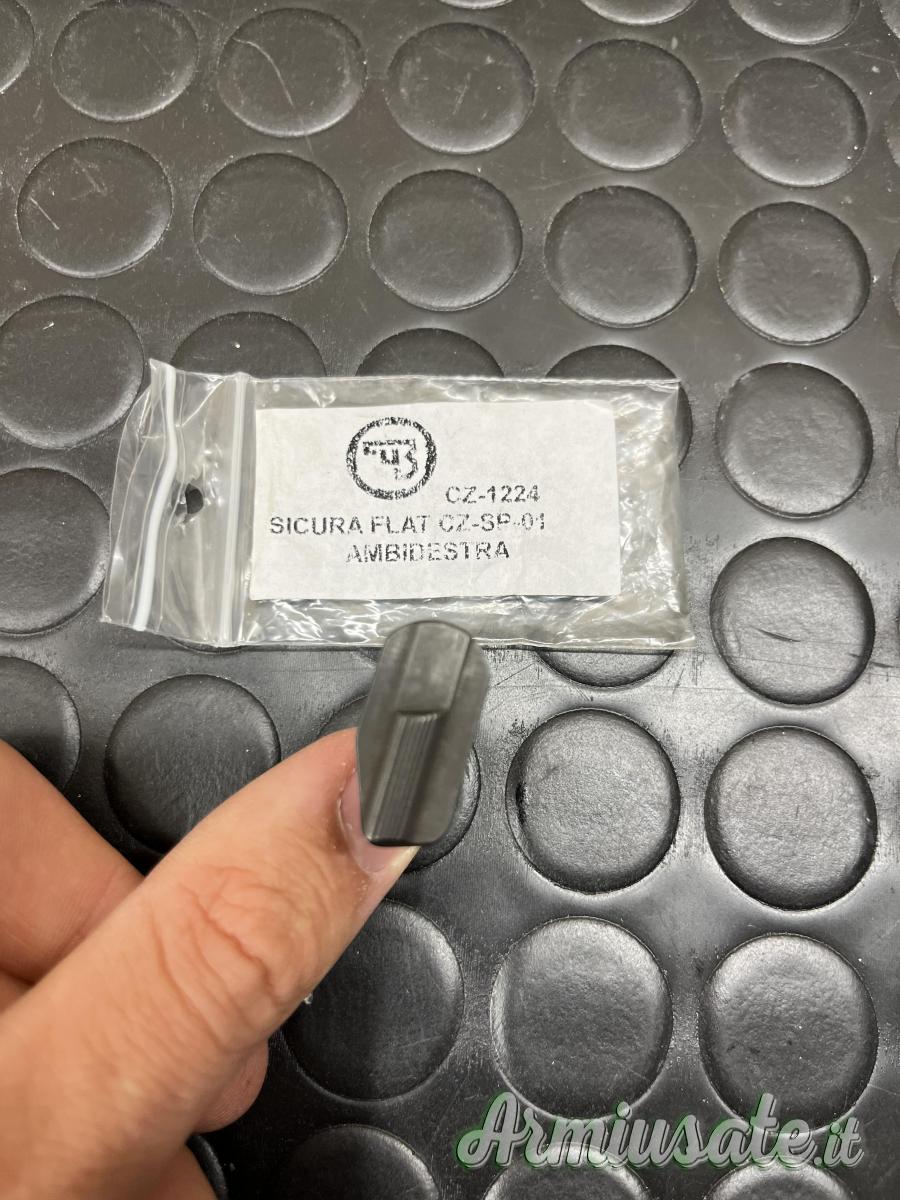 CZ-1224
SICURA FLAT CZ-SP-01
AMBIDESTRA
Armiusate.it